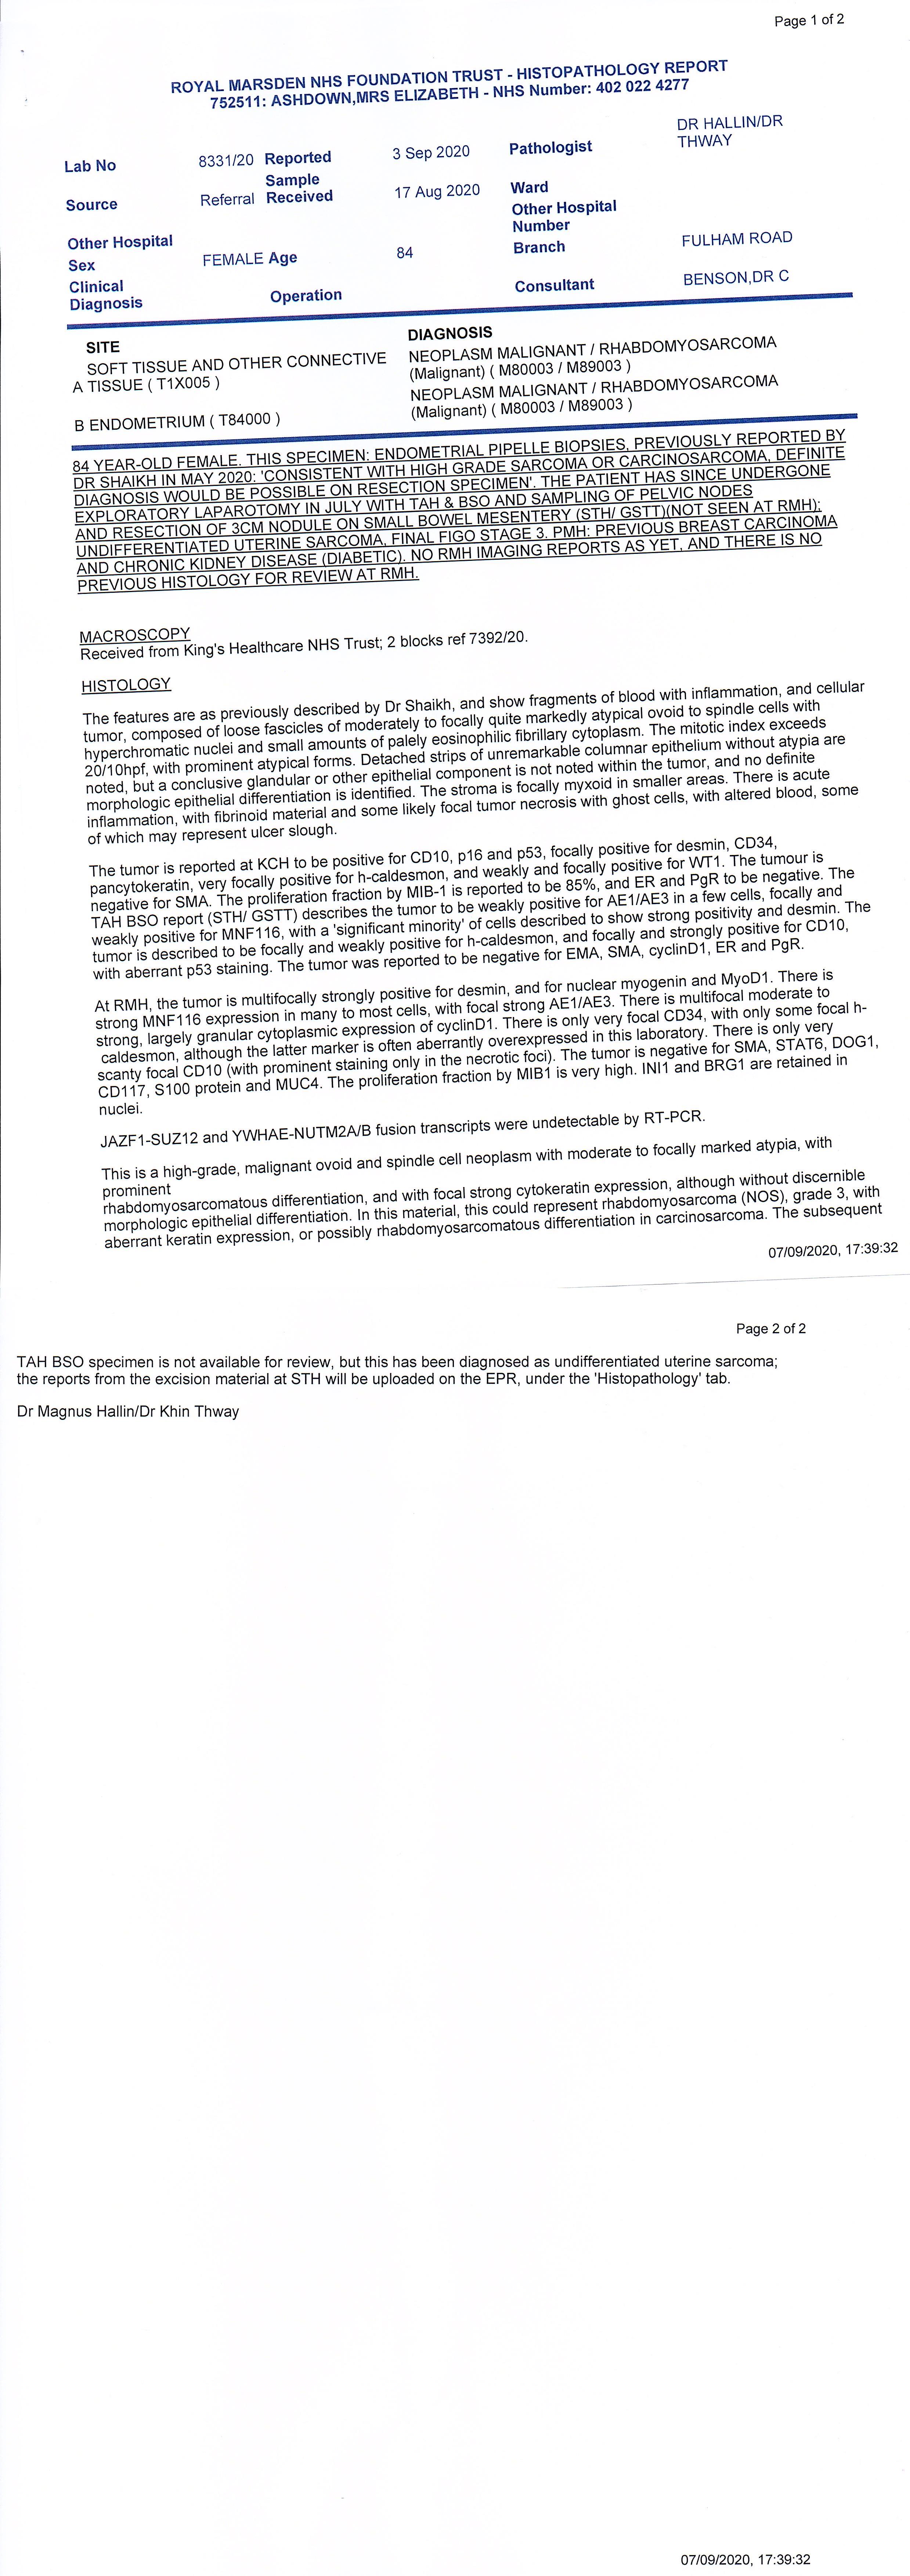 Page 1 of 2
ROYAL MARSDEN NHS FOUNDATION TRUST - HISTOPATHOLOGY REPORT
752511: ASHDOWN,MRS ELIZABETH - NHS Number: 402 022 4277
Lab No 8331/20 Reported 3 Sep 2020 Pathologist DR HALLIN/DR THWAY
Source Referral Sample Received 17 Aug 2020 Ward
Other Hospital Number
Other Hospital
Sex FEMALE Age 84 Branch FULHAM ROAD
Clinical Diagnosis Operation Consultant BENSON,DR C
SITE DIAGNOSIS
SOFT TISSUE AND OTHER CONNECTIVE NEOPLASM MALIGNANT / RHABDOMYOSARCOMA
A TISSUE ( T1X005 ) (Malignant) ( M80003 / M89003 )
NEOPLASM MALIGNANT / RHABDOMYOSARCOMA
B ENDOMETRIUM ( T84000 ) (Malignant) ( M80003 / M89003 )
84 YEAR-OLD FEMALE. THIS SPECIMEN: ENDOMETRIAL PIPELLE BIOPSIES, PREVIOUSLY REPORTED BY
DR SHAIKH IN MAY 2020: 'CONSISTENT WITH HIGH GRADE SARCOMA OR CARCINOSARCOMA, DEFINITE
DIAGNOSIS WOULD BE POSSIBLE ON RESECTION SPECIMEN'. THE PATIENT HAS SINCE UNDERGONE
EXPLORATORY LAPAROTOMY IN JULY WITH TAH & BSO AND SAMPLING OF PELVIC NODES
AND RESECTION OF 3CM NODULE ON SMALL BOWEL MESENTERY (STH/ GSTT)(NOT SEEN AT RMH);
UNDIFFERENTIATED UTERINE SARCOMA, FINAL FIGO STAGE 3. PMH: PREVIOUS BREAST CARCINOMA
AND CHRONIC KIDNEY DISEASE (DIABETIC). NO RMH IMAGING REPORTS AS YET, AND THERE IS NO
PREVIOUS HISTOLOGY FOR REVIEW AT RMH.
MACROSCOPY
Received from King's Healthcare NHS Trust; 2 blocks ref 7392/20.
HISTOLOGY
The features are as previously described by Dr Shaikh, and show fragments of blood with inflammation, and cellular
tumor, composed of loose fascicles of moderately to focally quite markedly atypical ovoid to spindle cells with
hyperchromatic nuclei and small amounts of palely eosinophilic fibrillary cytoplasm. The mitotic index exceeds
20/10hpf, with prominent atypical forms. Detached strips of unremarkable columnar epithelium without atypia are
noted, but a conclusive glandular or other epithelial component is not noted within the tumor, and no definite
morphologic epithelial differentiation is identified. The stroma is focally myxoid in smaller areas. There is acute
inflammation, with fibrinoid material and some likely focal tumor necrosis with ghost cells, with altered blood, some
of which may represent ulcer slough.
The tumor is reported at KCH to be positive for CD10, p16 and p53, focally positive for desmin, CD34,
pancytokeratin, very focally positive for h-caldesmon, and weakly and focally positive for WT1. The tumour is
negative for SMA. The proliferation fraction by MIB-1 is reported to be 85%, and ER and PgR to be negative. The
TAH BSO report (STH/ GSTT) describes the tumor to be weakly positive for AE1/AE3 in a few cells, focally and
weakly positive for MNF116, with a 'significant minority' of cells described to show strong positivity and desmin. The
tumor is described to be focally and weakly positive for h-caldesmon, and focally and strongly positive for CD10,
with aberrant p53 staining. The tumor was reported to be negative for EMA, SMA, cyclinD1, ER and PgR.
At RMH, the tumor is multifocally strongly positive for desmin, and for nuclear myogenin and MyoD1. There is
strong MNF116 expression in many to most cells, with focal strong AE1/AE3. There is multifocal moderate to
strong, largely granular cytoplasmic expression of cyclinD1. There is only very focal CD34, with only some focal h-
caldesmon, although the latter marker is often aberrantly overexpressed in this laboratory. There is only very
scanty focal CD10 (with prominent staining only in the necrotic foci). The tumor is negative for SMA, STAT6, DOG1,
CD117, S100 protein and MUC4. The proliferation fraction by MIB1 is very high. INI1 and BRG1 are retained in
nuclei.
JAZF1-SUZ12 and YWHAE-NUTM2A/B fusion transcripts were undetectable by RT-PCR.
This is a high-grade, malignant ovoid and spindle cell neoplasm with moderate to focally marked atypia, with
prominent
rhabdomyosarcomatous differentiation, and with focal strong cytokeratin expression, although without discernible
morphologic epithelial differentiation. In this material, this could represent rhabdomyosarcoma (NOS), grade 3, with
aberrant keratin expression, or possibly rhabdomyosarcomatous differentiation in carcinosarcoma. The subsequent
07/09/2020, 17:39:32
Page 2 of 2
TAH BSO specimen is not available for review, but this has been diagnosed as undifferentiated uterine sarcoma;
the reports from the excision material at STH will be uploaded on the EPR, under the 'Histopathology' tab.
Dr Magnus Hallin/Dr Khin Thway
07/09/2020, 17:39:32